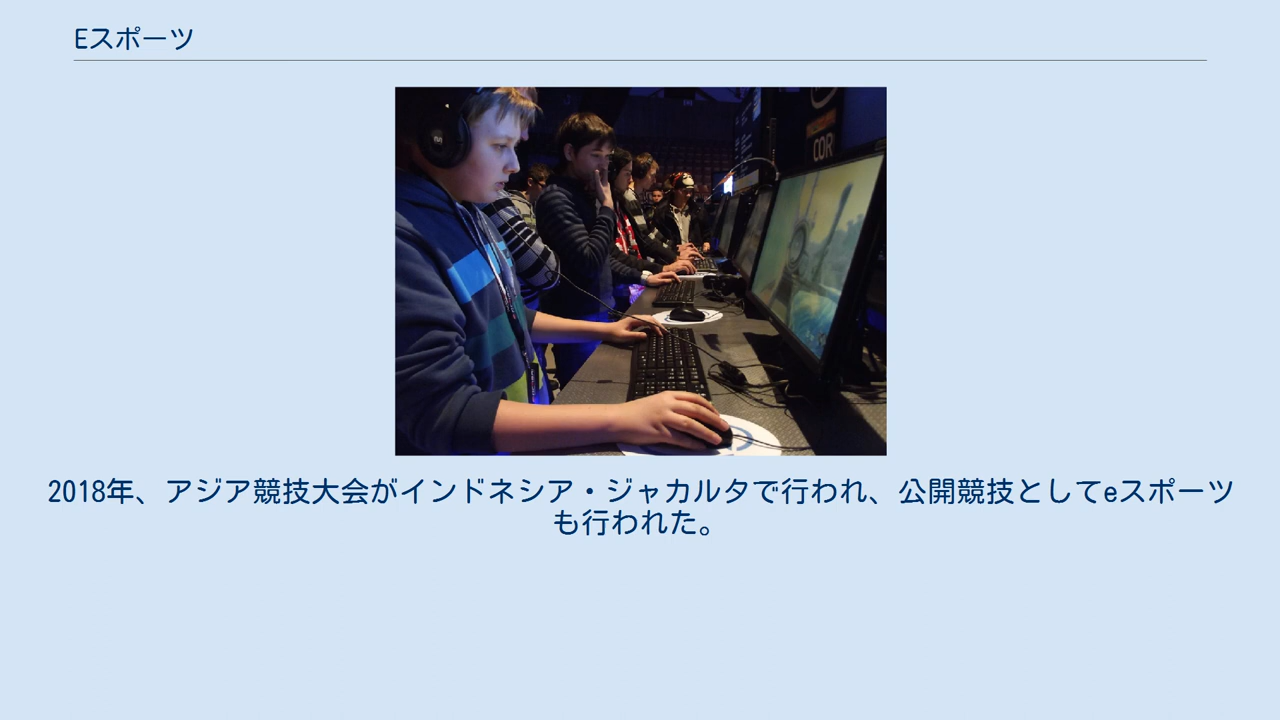 Eスポーツ
COR
2018年、アジア競技大会がインドネシア・ジャカルタで行われ、公開競技としてeスポーツ
も行われた。